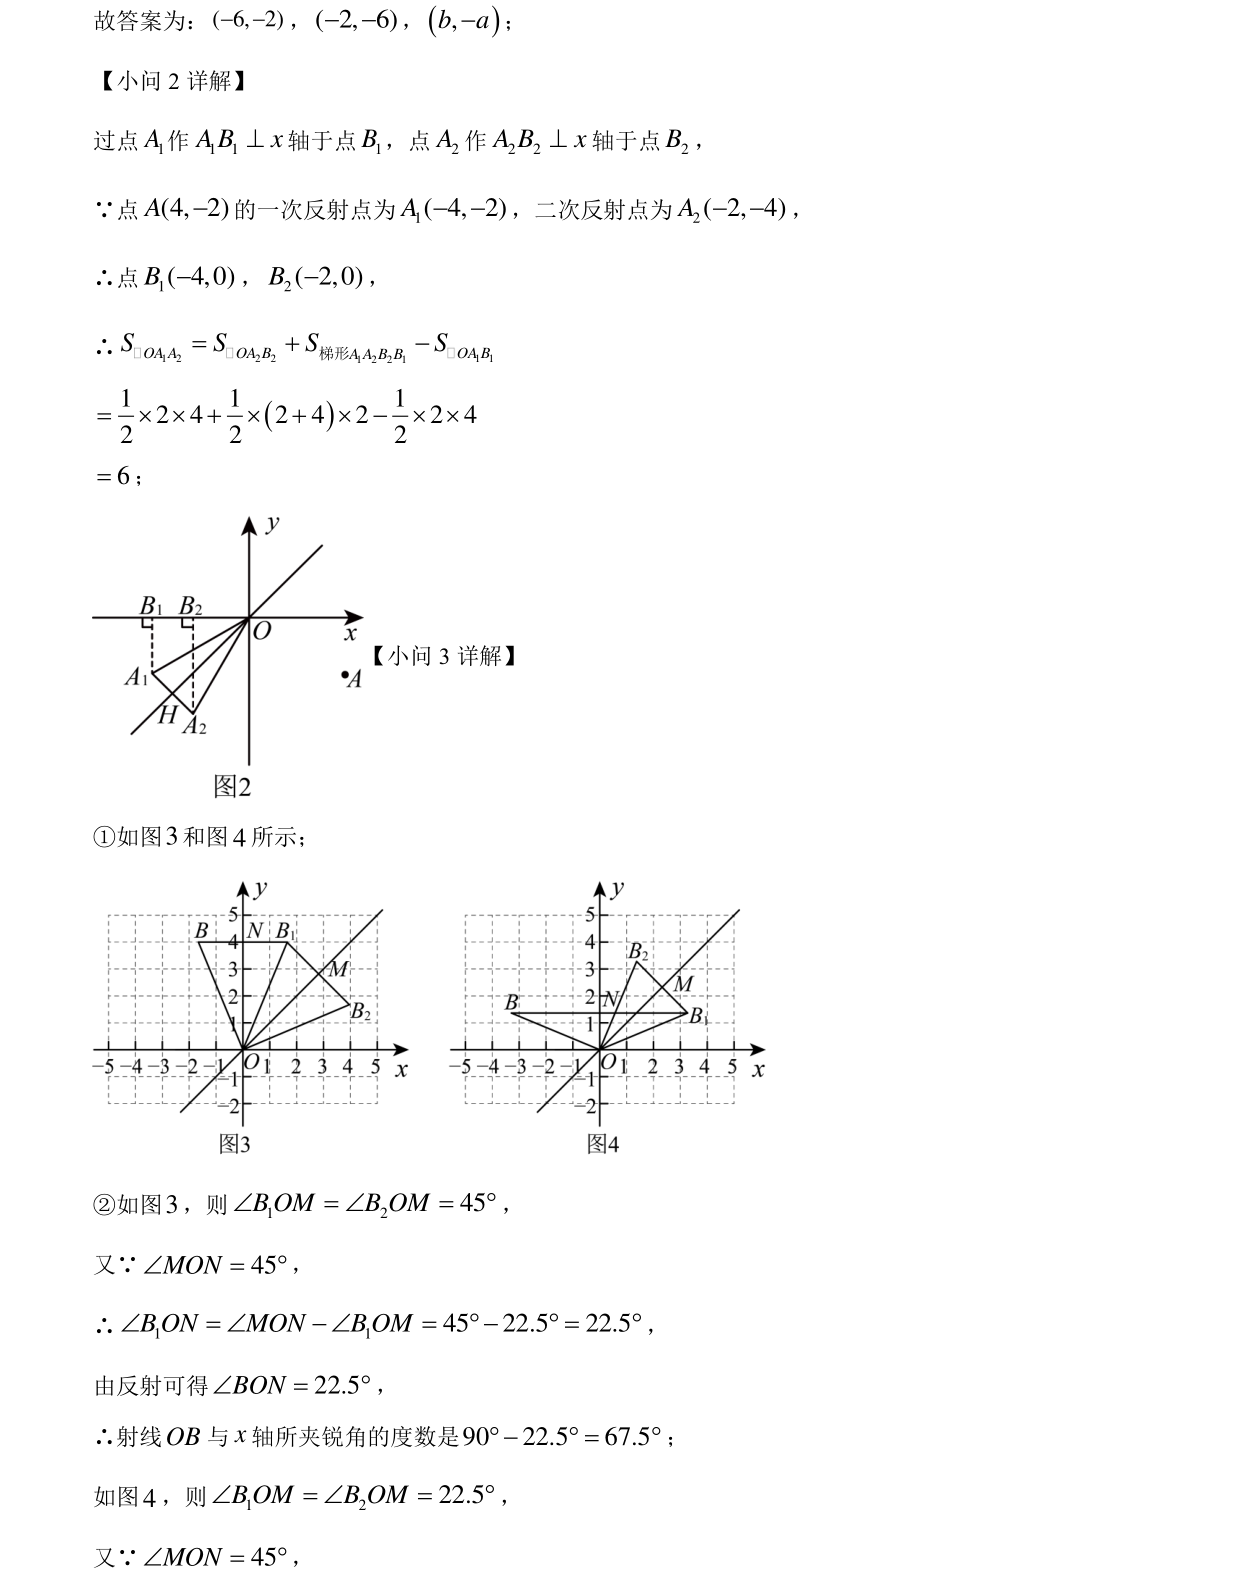 故答案为：(−6,−2)，(−2,−6)，(b,−a)；
【小问 2 详解】
过点 A₁作 A₁B₁ ⊥ x 轴于点 B₁，点 A₂ 作 A₂B₂ ⊥ x 轴于点 B₂，
∵点 A(4,−2) 的一次反射点为 A₁(−4,−2)，二次反射点为 A₂(−2,−4)，
∴点 B₁(−4,0)，B₂(−2,0)，
∴ S□OA₁A₂ = S□OA₂B₂ + S梯形A₁A₂B₂B₁ − S□OA₁B₁
= 1/2 × 2 × 4 + 1/2 × (2 + 4) × 2 − 1/2 × 2 × 4
= 6；
y
B₁ B₂
O x
A₁ A
H A₂
图2
【小问 3 详解】
①如图 3 和图 4 所示；
y
5
B 4 N B₁
3 M
2 B₂
1
−5 −4 −3 −2 −1 O 1 2 3 4 5 x
−1
−2
图3
y
5
4
B₂
3
M
B 2 N
1 B₁
−5 −4 −3 −2 −1 O 1 2 3 4 5 x
−1
−2
图4
②如图 3，则 ∠B₁OM = ∠B₂OM = 45°，
又∵ ∠MON = 45°，
∴ ∠B₁ON = ∠MON − ∠B₁OM = 45° − 22.5° = 22.5°，
由反射可得 ∠BON = 22.5°，
∴射线 OB 与 x 轴所夹锐角的度数是 90° − 22.5° = 67.5°；
如图 4，则 ∠B₁OM = ∠B₂OM = 22.5°，
又∵ ∠MON = 45°，